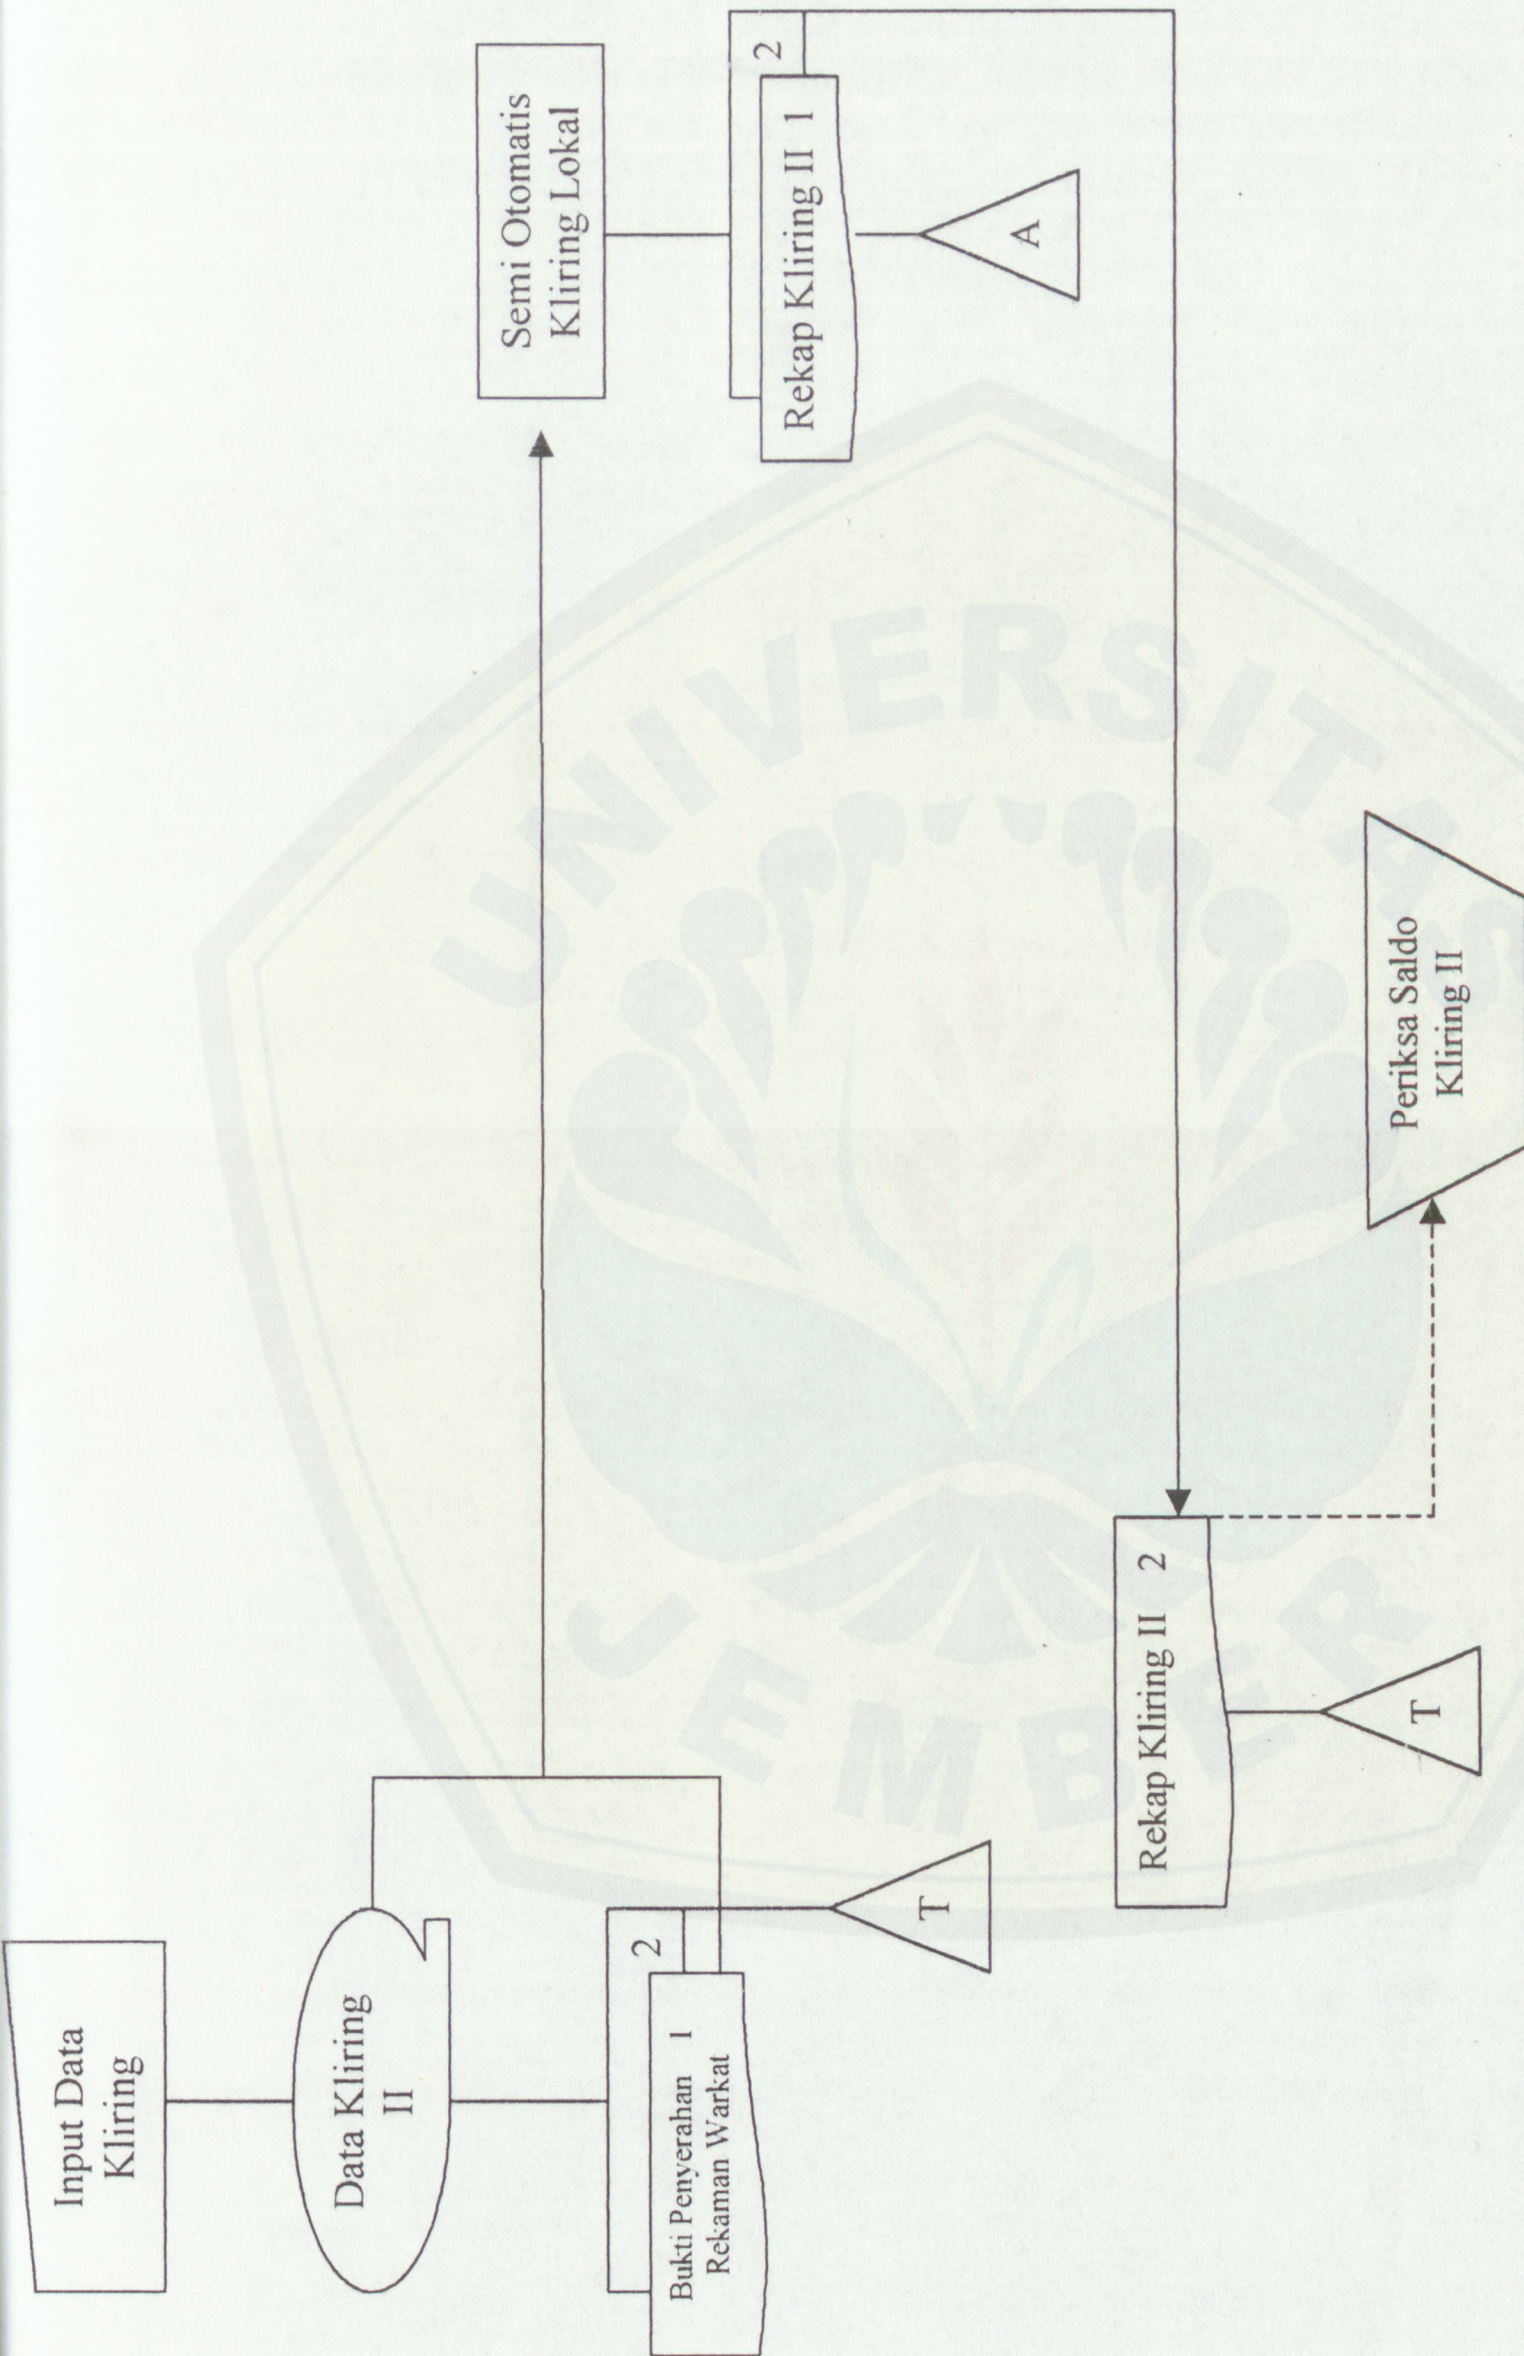 Input Data
Kliring
Data Kliring
II
2
Bukti Penyerahan 1
Rekaman Warkat
T
Semi Otomatis
Kliring Lokal
2
Rekap Kliring II 1
A
Rekap Kliring II 2
T
Periksa Saldo
Kliring II
UNIVERSITAS
JEMBER